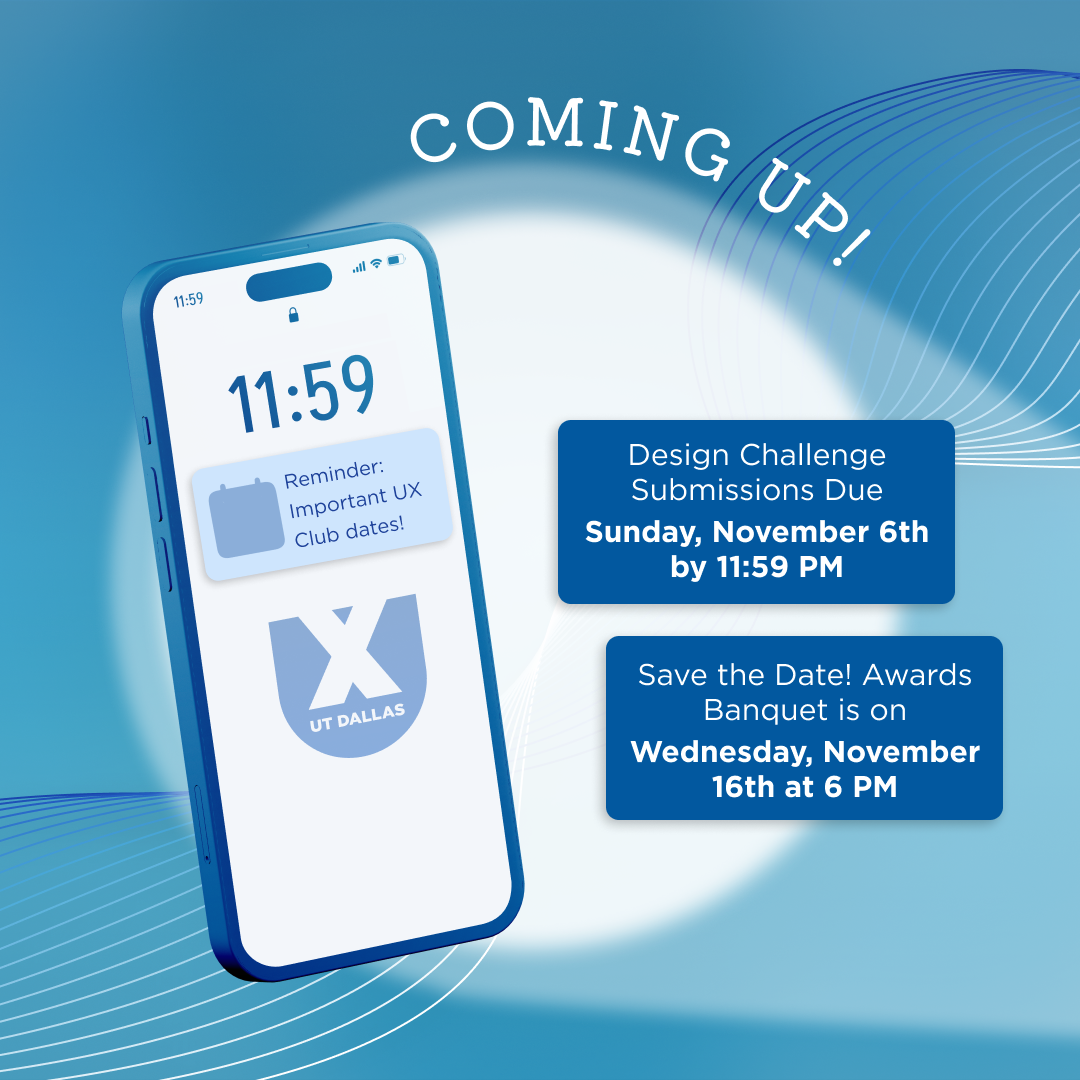 COMING UP!
11:59
11:59
Reminder:
Important UX
Club dates!
X
UT DALLAS
Design Challenge
Submissions Due
Sunday, November 6th
by 11:59 PM
Save the Date! Awards
Banquet is on
Wednesday, November
16th at 6 PM